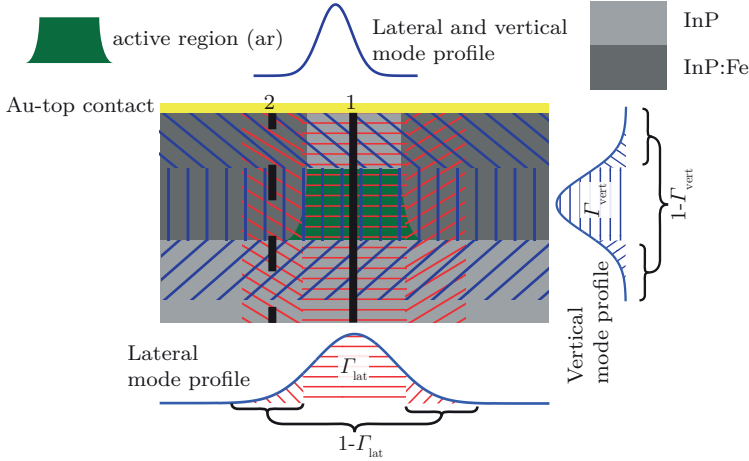 active region (ar)
Lateral and vertical
mode profile
InP
InP:Fe
Au-top contact
2
1
Γvert
1-Γvert
Vertical
mode profile
Lateral
mode profile
Γlat
1-Γlat